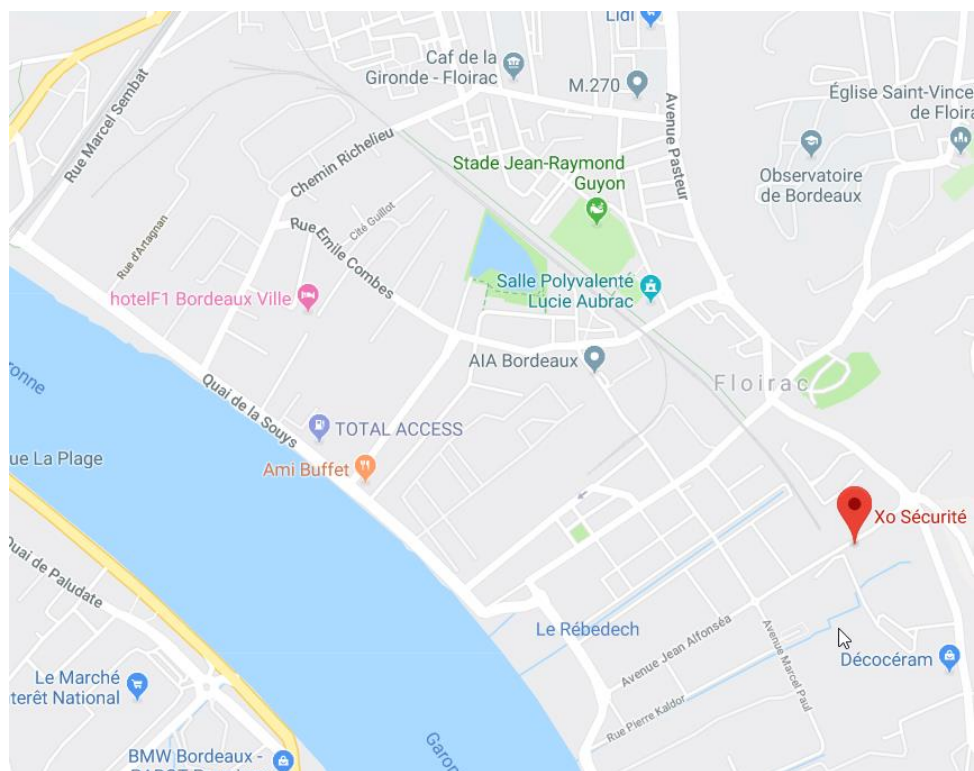 Lidl
Caf de la
Gironde - Floirac
M.270
Rue Marcel Sembat
Avenue Pasteur
Église Saint-Vince
de Floira
Chemin Richelieu
Stade Jean-Raymond
Guyon
Observatoire
de Bordeaux
Cité Guillot
Rue d'Artagnan
Rue Emile Combes
hotelF1 Bordeaux Ville
Salle Polyvalente
Lucie Aubrac
AIA Bordeaux
Floirac
ronne
Quai de la Souys
TOTAL ACCESS
ue La Plage
Ami Buffet
Xo Sécurité
Quai de Paludate
Le Rébedech
Avenue Jean Alfonséa
Avenue Marcel Paul
Décocéram
Le Marché
terêt National
Rue Pierre Kaldor
Garon
BMW Bordeaux -